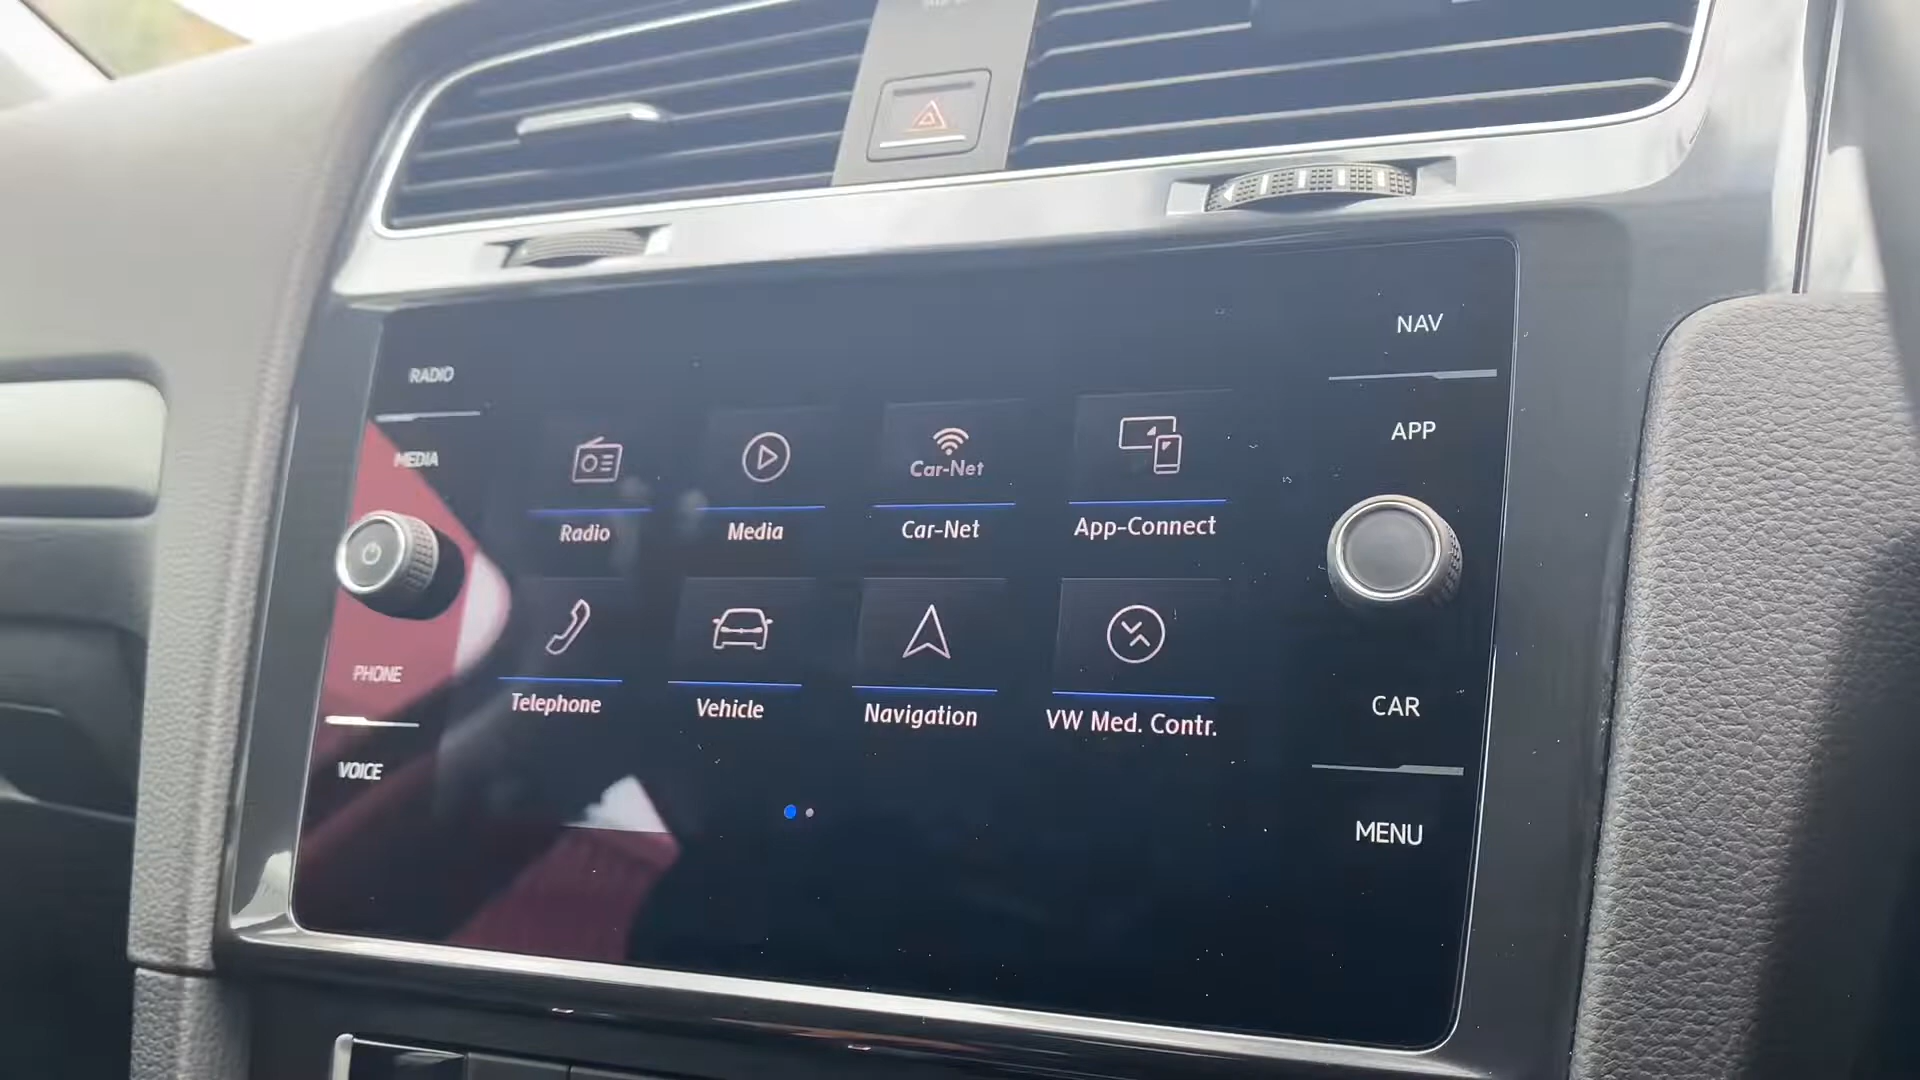 RADIO
MEDIA
PHONE
VOICE
Car-Net
Radio
Media
Car-Net
App-Connect
Telephone
Vehicle
Navigation
VW Med. Contr.
NAV
APP
CAR
MENU